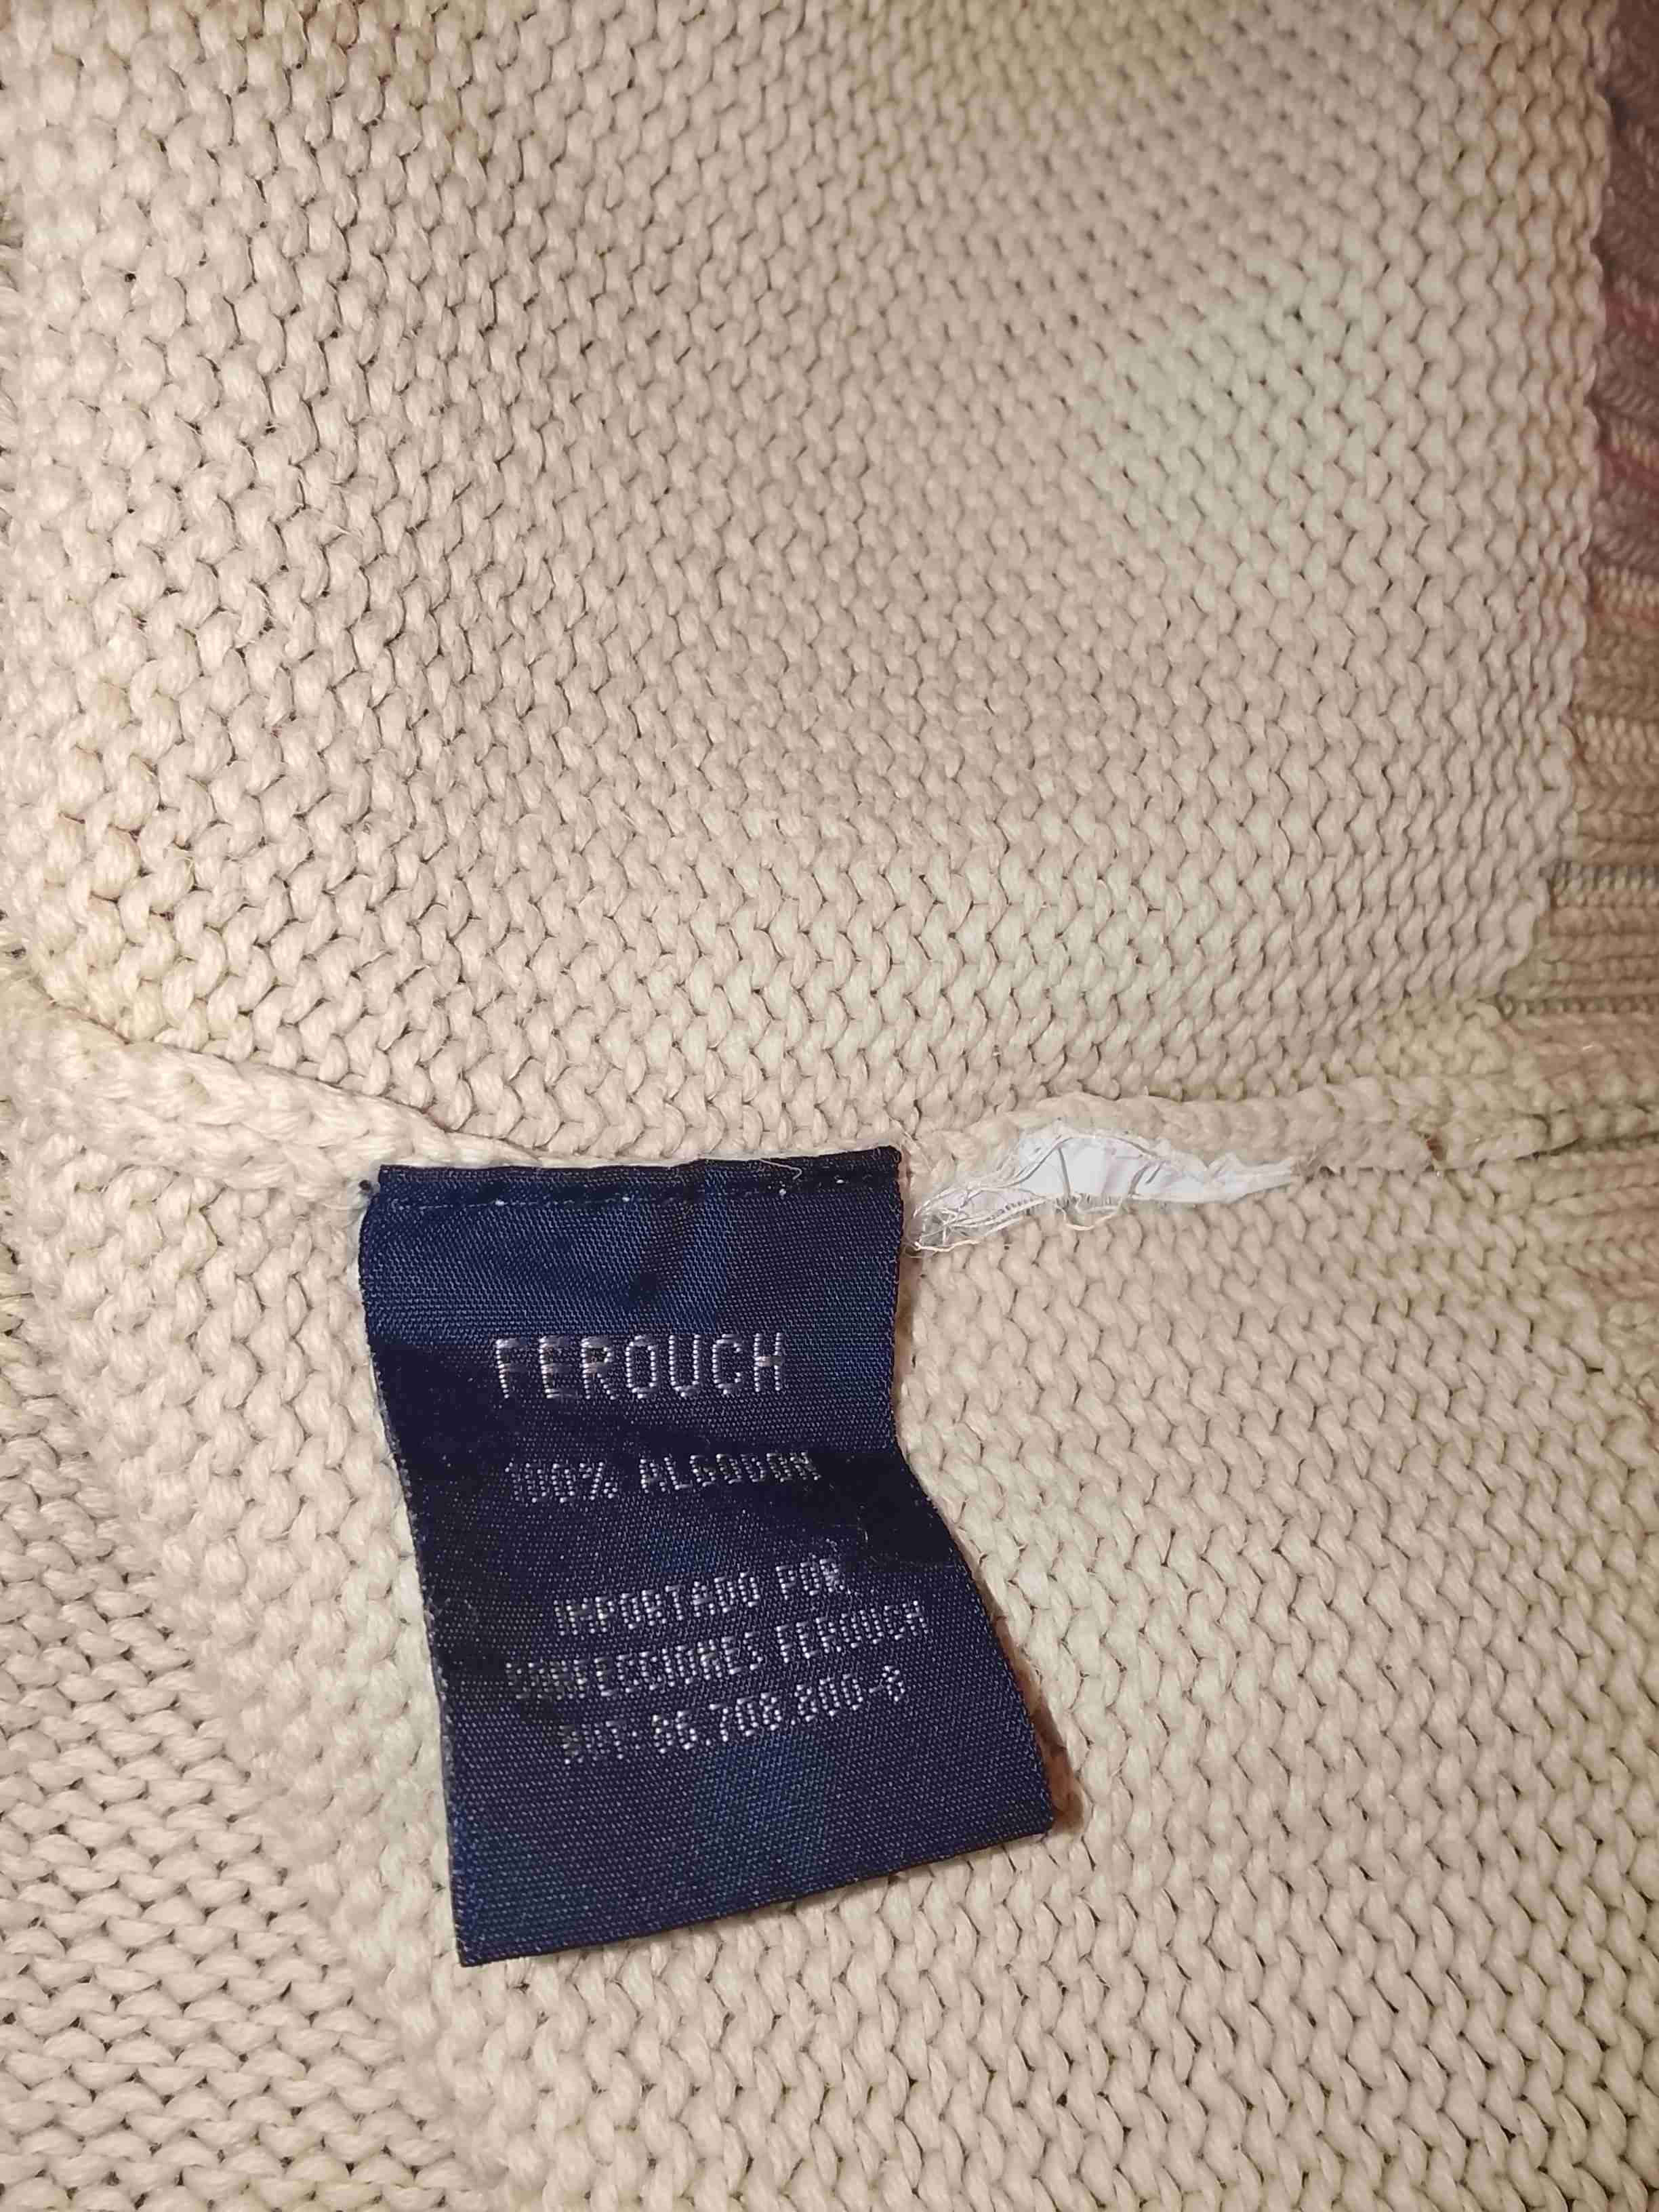 FEROUCH
100% ALGODON
IMPORTADO POR
CONFECCIONES FEROUCH
RUT: 86.708.800-8